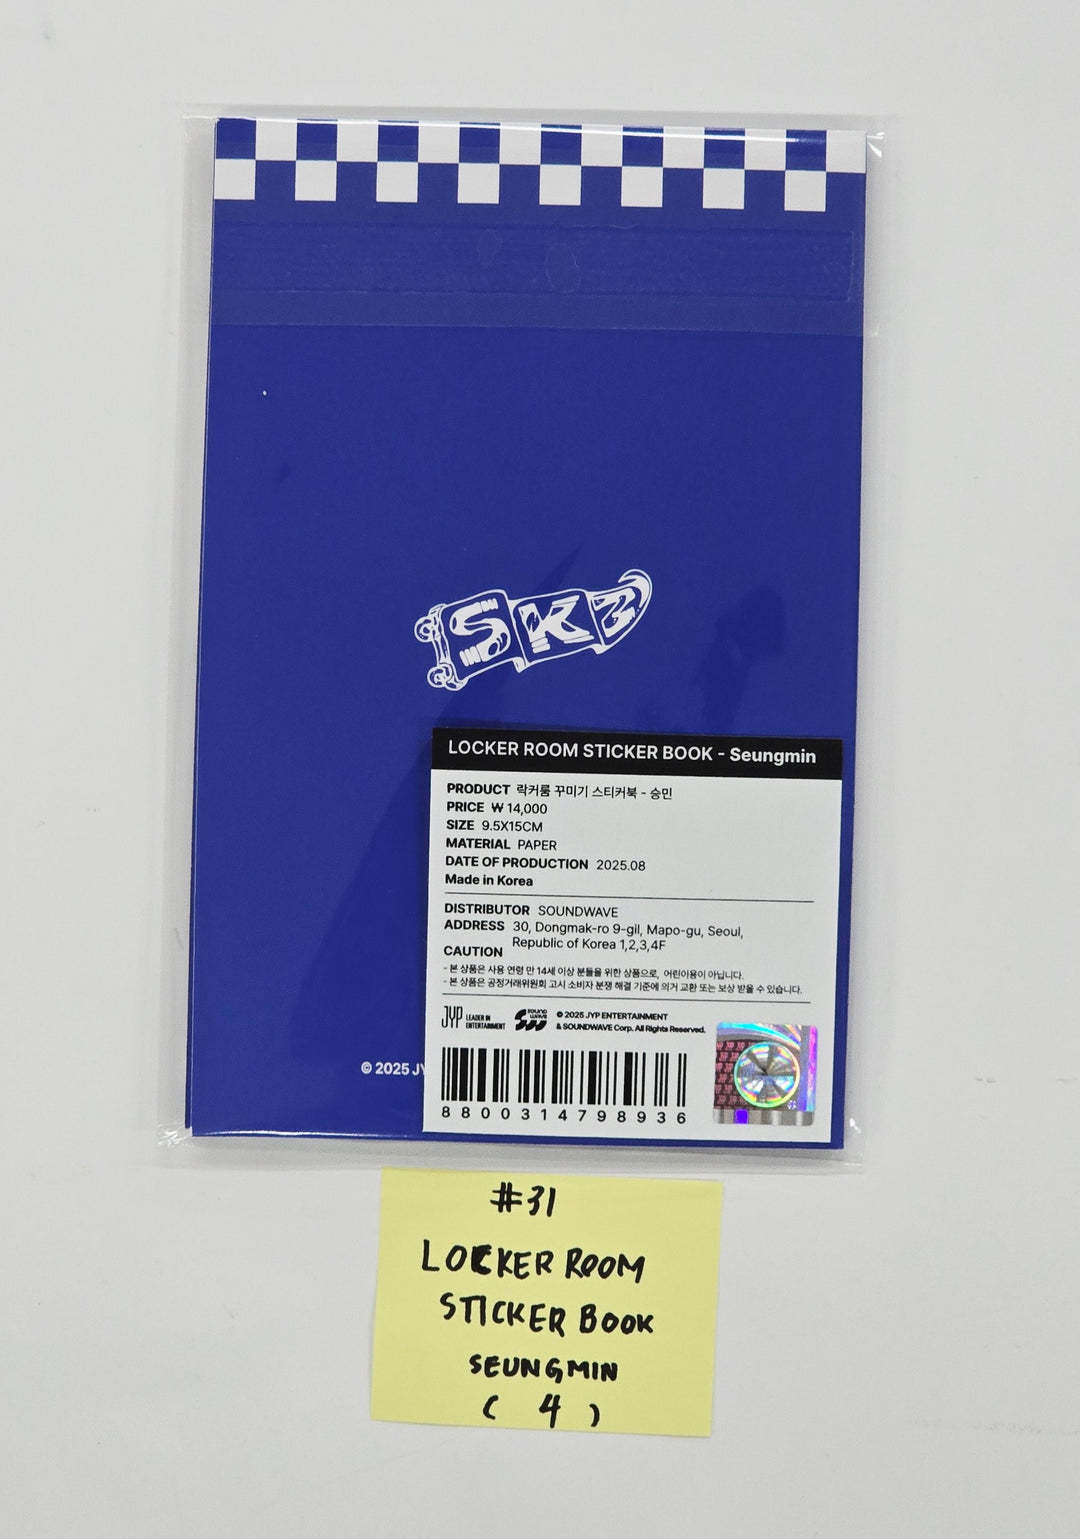 SKZ
LOCKER ROOM STICKER BOOK - Seungmin
PRODUCT 락커룸 꾸미기 스티커북 - 승민
PRICE ₩ 14,000
SIZE 9.5X15CM
MATERIAL PAPER
DATE OF PRODUCTION 2025.08
Made in Korea
DISTRIBUTOR SOUNDWAVE
ADDRESS 30, Dongmak-ro 9-gil, Mapo-gu, Seoul,
Republic of Korea 1,2,3,4F
CAUTION
- 본 상품은 사용 연령 만 14세 이상 분들을 위한 상품으로, 어린이용이 아닙니다.
- 본 상품은 공정거래위원회 고시 소비자 분쟁 해결 기준에 의거 교환 또는 보상 받을 수 있습니다.
JYP LEADER IN
ENTERTAINMENT
SOUND
WAVE
© 2025 JYP ENTERTAINMENT
& SOUNDWAVE Corp. All Rights Reserved.
© 2025 JY
8800314798936
#31
LOCKER ROOM
STICKER BOOK
SEUNGMIN
( 4 )